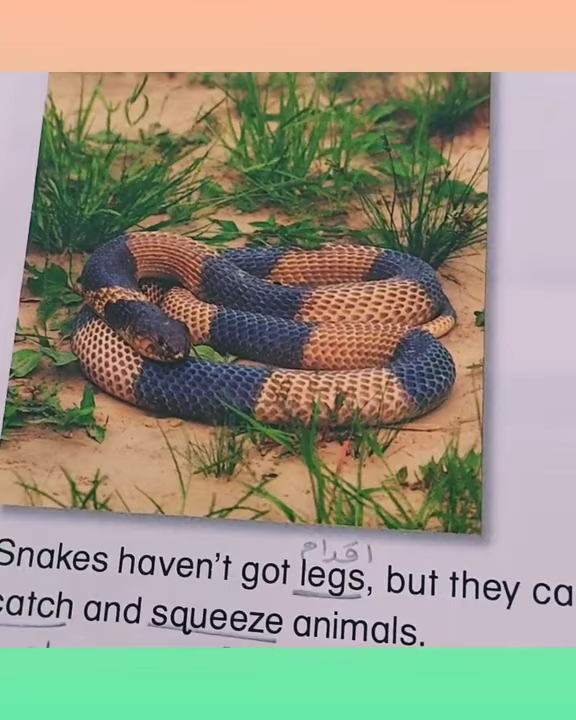 اقدام
Snakes haven't got legs, but they ca
catch and squeeze animals.